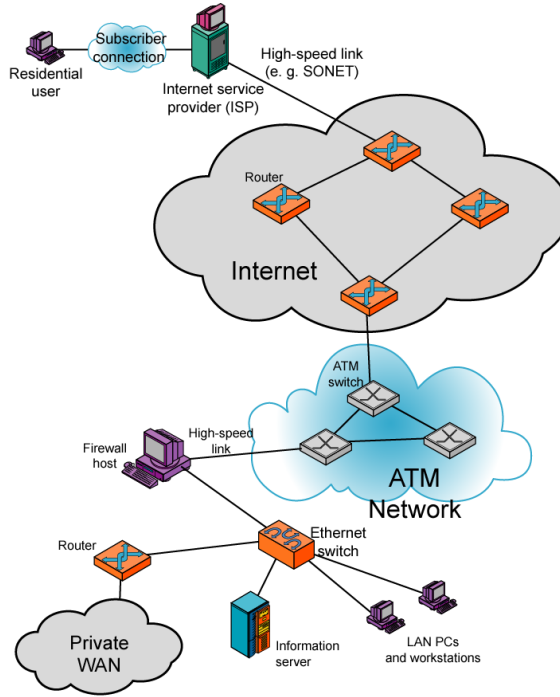 Subscriber
connection
Residential
user
Internet service
provider (ISP)
High-speed link
(e. g. SONET)
Router
Internet
ATM
switch
High-speed
link
Firewall
host
ATM
Network
Ethernet
switch
Router
Private
WAN
Information
server
LAN PCs
and workstations